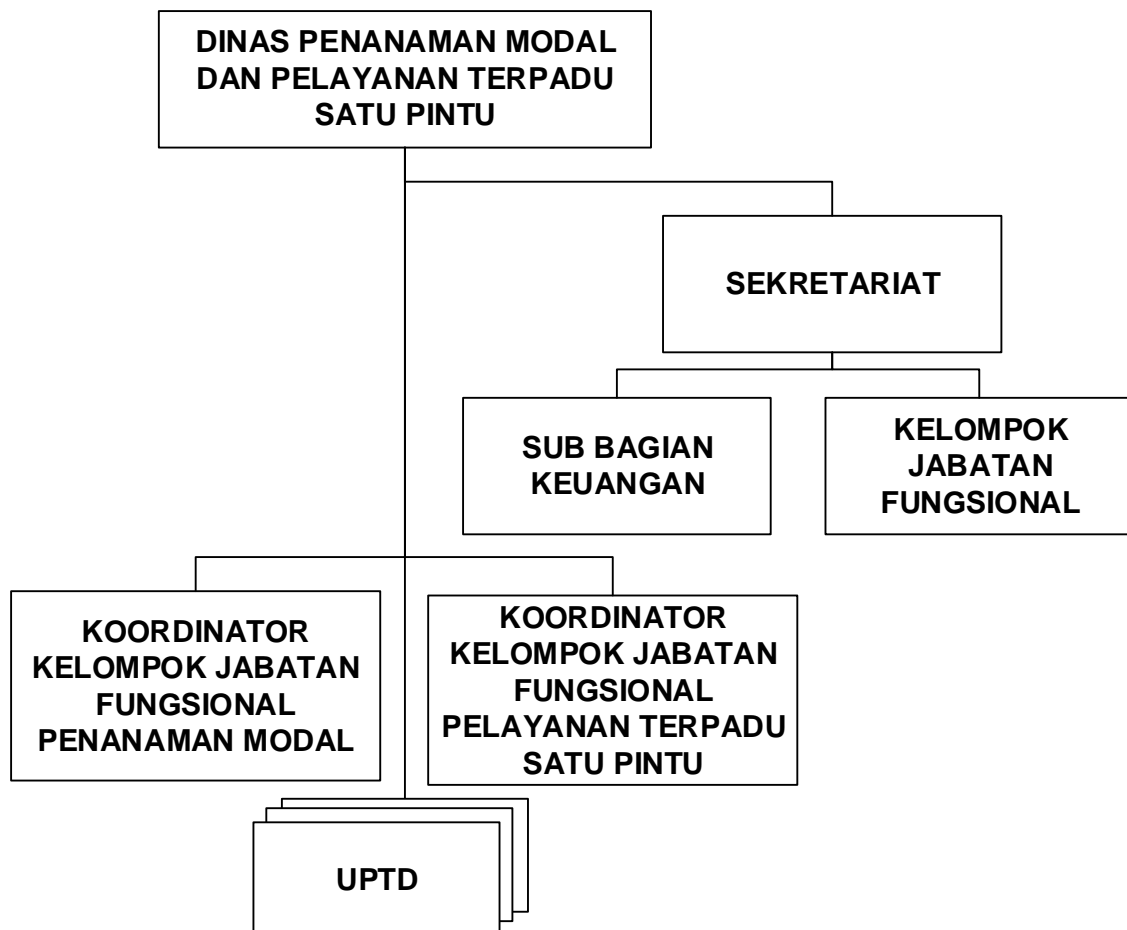 DINAS PENANAMAN MODAL
DAN PELAYANAN TERPADU
SATU PINTU
SEKRETARIAT
SUB BAGIAN
KEUANGAN
KELOMPOK
JABATAN
FUNGSIONAL
KOORDINATOR
KELOMPOK JABATAN
FUNGSIONAL
PENANAMAN MODAL
KOORDINATOR
KELOMPOK JABATAN
FUNGSIONAL
PELAYANAN TERPADU
SATU PINTU
UPTD